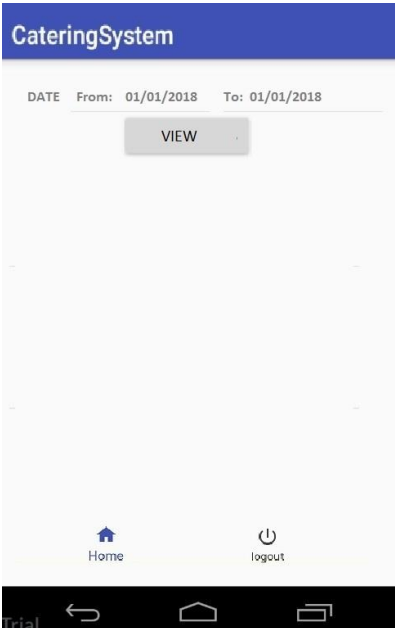 CateringSystem
DATE From: 01/01/2018 To: 01/01/2018
VIEW
Home
logout
Trial